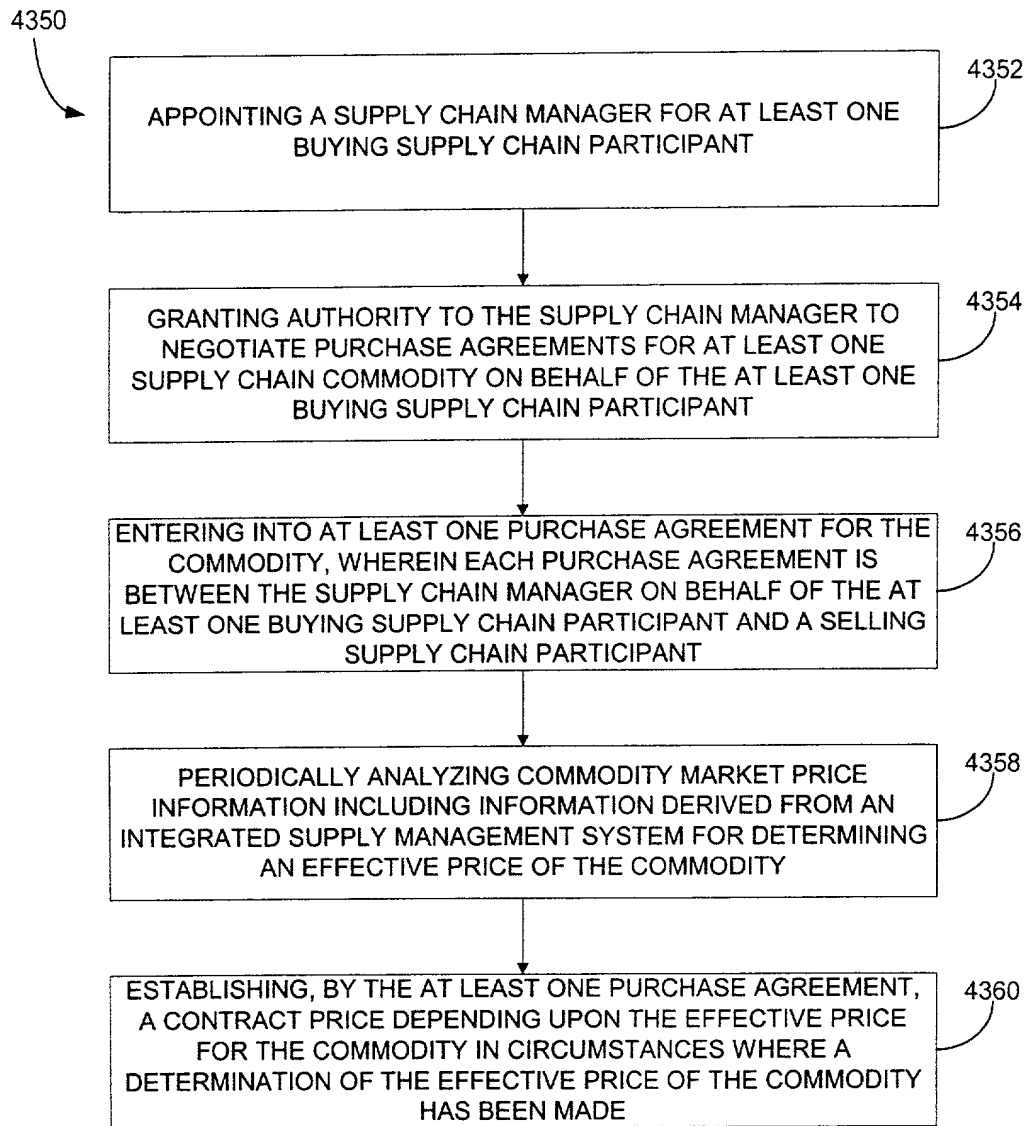 4350
4352
APPOINTING A SUPPLY CHAIN MANAGER FOR AT LEAST ONE
BUYING SUPPLY CHAIN PARTICIPANT
4354
GRANTING AUTHORITY TO THE SUPPLY CHAIN MANAGER TO
NEGOTIATE PURCHASE AGREEMENTS FOR AT LEAST ONE
SUPPLY CHAIN COMMODITY ON BEHALF OF THE AT LEAST ONE
BUYING SUPPLY CHAIN PARTICIPANT
4356
ENTERING INTO AT LEAST ONE PURCHASE AGREEMENT FOR THE
COMMODITY, WHEREIN EACH PURCHASE AGREEMENT IS
BETWEEN THE SUPPLY CHAIN MANAGER ON BEHALF OF THE AT
LEAST ONE BUYING SUPPLY CHAIN PARTICIPANT AND A SELLING
SUPPLY CHAIN PARTICIPANT
4358
PERIODICALLY ANALYZING COMMODITY MARKET PRICE
INFORMATION INCLUDING INFORMATION DERIVED FROM AN
INTEGRATED SUPPLY MANAGEMENT SYSTEM FOR DETERMINING
AN EFFECTIVE PRICE OF THE COMMODITY
4360
ESTABLISHING, BY THE AT LEAST ONE PURCHASE AGREEMENT,
A CONTRACT PRICE DEPENDING UPON THE EFFECTIVE PRICE
FOR THE COMMODITY IN CIRCUMSTANCES WHERE A
DETERMINATION OF THE EFFECTIVE PRICE OF THE COMMODITY
HAS BEEN MADE